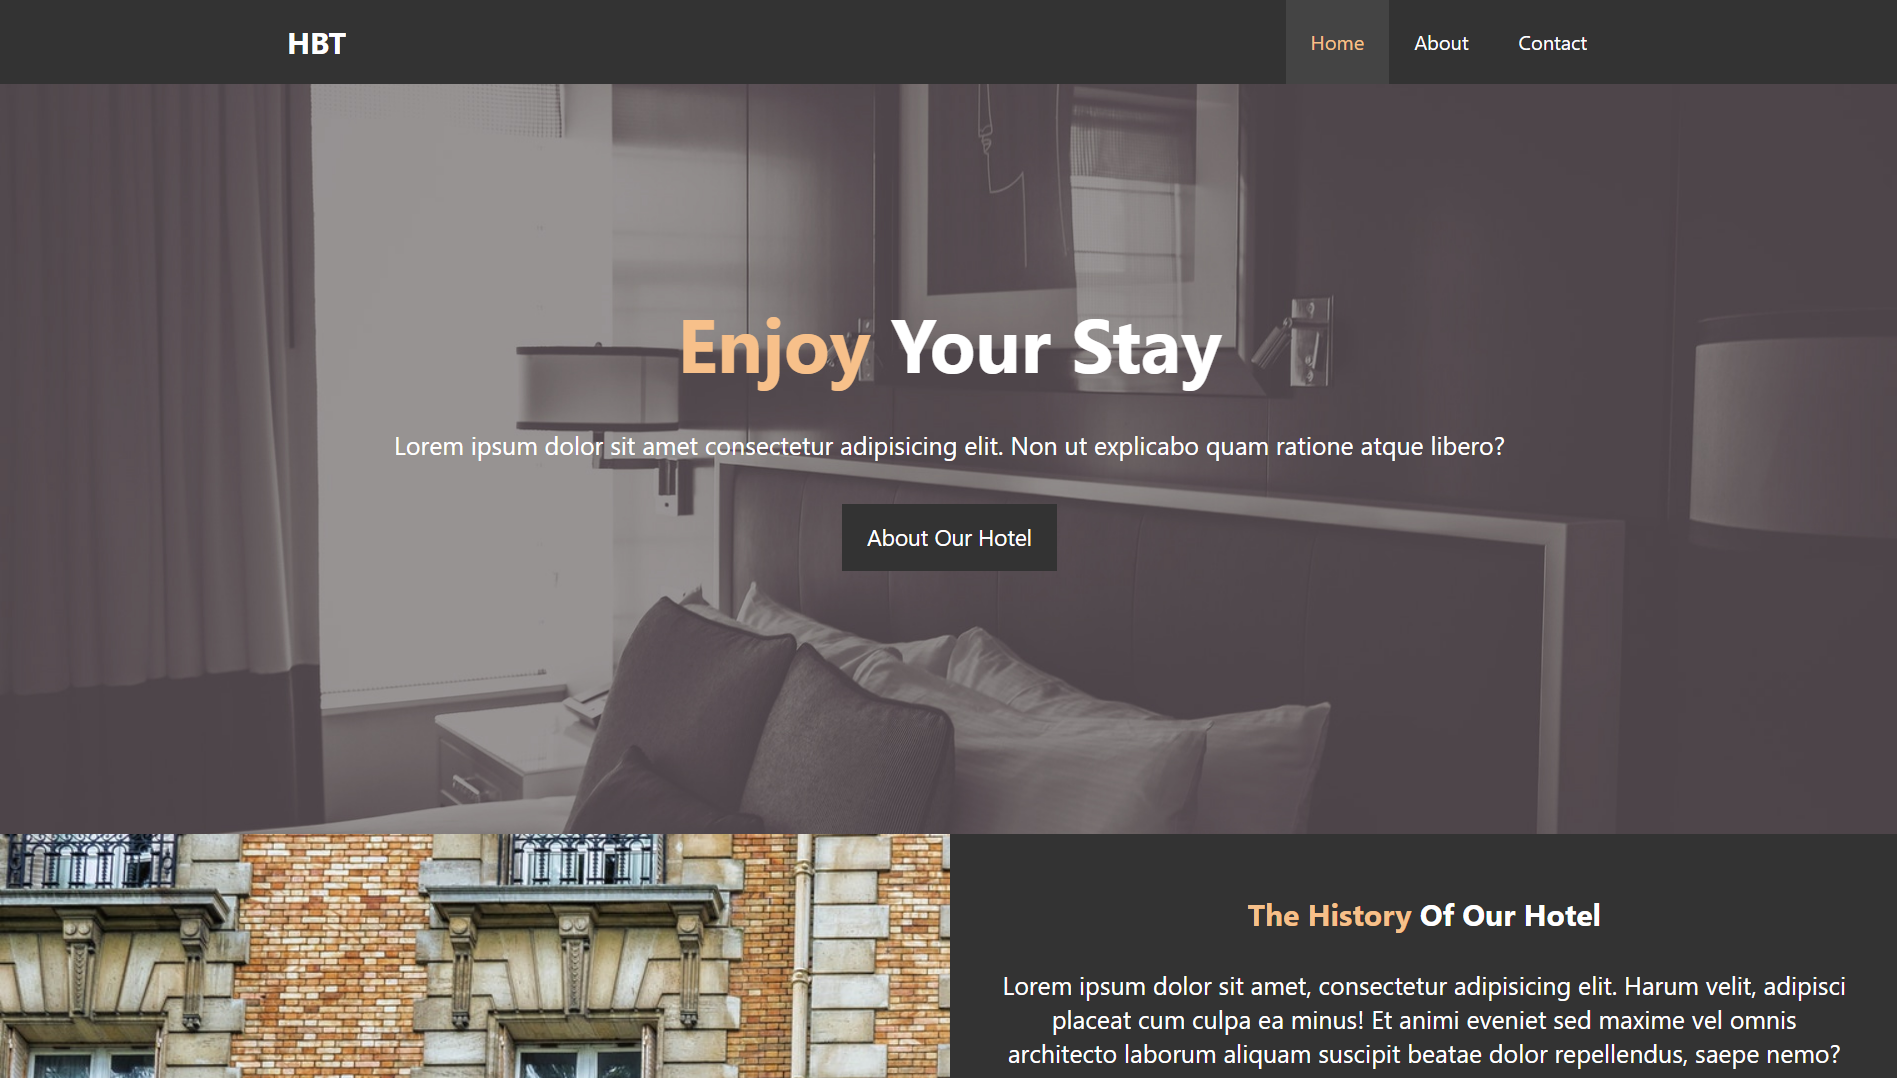 HBT
Home About Contact
Enjoy Your Stay
Lorem ipsum dolor sit amet consectetur adipisicing elit. Non ut explicabo quam ratione atque libero?
About Our Hotel
The History Of Our Hotel
Lorem ipsum dolor sit amet, consectetur adipisicing elit. Harum velit, adipisci
placeat cum culpa ea minus! Et animi eveniet sed maxime vel omnis
architecto laborum aliquam suscipit beatae dolor repellendus, saepe nemo?